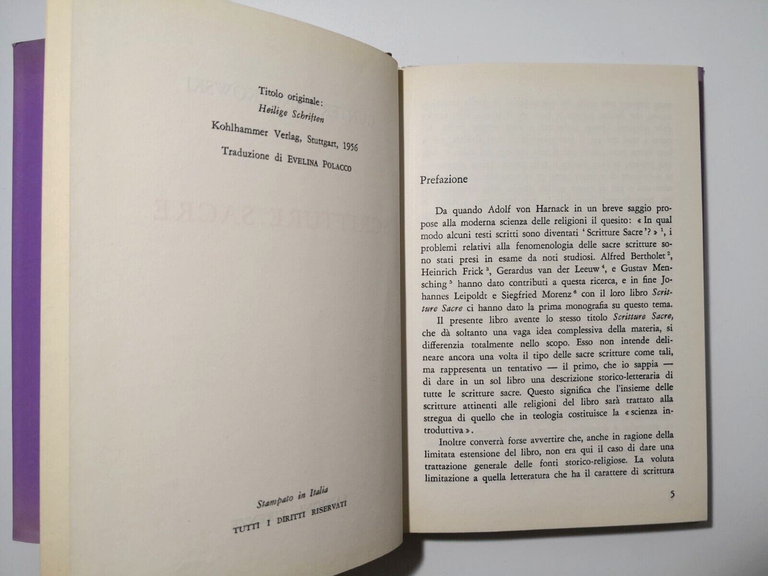 Titolo originale:
Heilige Schriften
Kohlhammer Verlag, Stuttgart, 1956
Traduzione di EVELINA POLACCO
Stampato in Italia
TUTTI I DIRITTI RISERVATI
Prefazione
Da quando Adolf von Harnack in un breve saggio pro-
pose alla moderna scienza delle religioni il quesito: « In qual
modo alcuni testi scritti sono diventati ' Scritture Sacre '? » ¹, i
problemi relativi alla fenomenologia delle sacre scritture so-
no stati presi in esame da noti studiosi. Alfred Bertholet ²,
Heinrich Frick ³, Gerardus van der Leeuw ⁴, e Gustav Men-
sching ⁵ hanno dato contributi a questa ricerca, e in fine Jo-
hannes Leipoldt e Siegfried Morenz ⁶ con il loro libro Scrit-
ture Sacre ci hanno dato la prima monografia su questo tema.
Il presente libro avente lo stesso titolo Scritture Sacre,
che dà soltanto una vaga idea complessiva della materia, si
differenzia totalmente nello scopo. Esso non intende deli-
neare ancora una volta il tipo delle sacre scritture come tali,
ma rappresenta un tentativo — il primo, che io sappia —
di dare in un sol libro una descrizione storico-letteraria di
tutte le scritture sacre. Questo significa che l'insieme delle
scritture attinenti alle religioni del libro sarà trattato alla
stregua di quello che in teologia costituisce la « scienza in-
troduttiva ».
Inoltre converrà forse avvertire che, anche in ragione della
limitata estensione del libro, non era qui il caso di dare una
trattazione generale delle fonti storico-religiose. La voluta
limitazione a quella letteratura che ha il carattere di scrittura
5